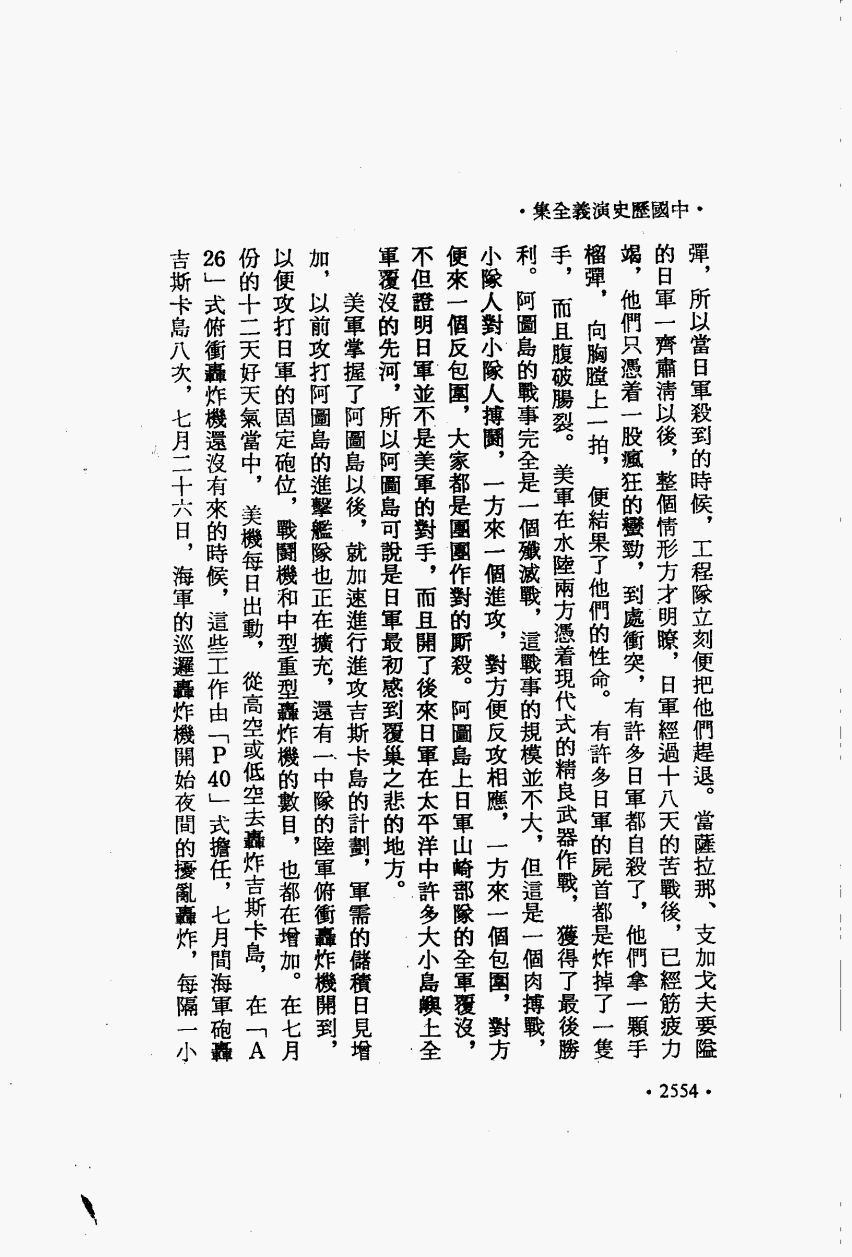 •中國歷史演義全集•
彈，所以當日軍殺到的時候，工程隊立刻便把他們趕退。當薩拉那、支加戈夫要隘
的日軍一齊肅淸以後，整個情形方才明瞭，日軍經過十八天的苦戰後，已經筋疲力
竭，他們只憑着一股瘋狂的蠻勁，到處衝突，有許多日軍都自殺了，他們拿一顆手
榴彈，向胸膛上一拍，便結果了他們的性命。有許多日軍的屍首都是炸掉了一隻
手，而且腹破腸裂。美軍在水陸兩方憑着現代式的精良武器作戰，獲得了最後勝
利。阿圖島的戰事完全是一個殲滅戰，這戰事的規模並不大，但這是一個肉搏戰，
小隊人對小隊人搏鬪，一方來一個進攻，對方便反攻相應，一方來一個包圍，對方
便來一個反包圍，大家都是團團作對的厮殺。阿圖島上日軍山崎部隊的全軍覆沒，
不但證明日軍並不是美軍的對手，而且開了後來日軍在太平洋中許多大小島嶼上全
軍覆沒的先河，所以阿圖島可說是日軍最初感到覆巢之悲的地方。
美軍掌握了阿圖島以後，就加速進行進攻吉斯卡島的計劃，軍需的儲積日見增
加，以前攻打阿圖島的進擊艦隊也正在擴充，還有一中隊的陸軍俯衝轟炸機開到，
以便攻打日軍的固定砲位，戰鬪機和中型重型轟炸機的數目，也都在增加。在七月
份的十二天好天氣當中，美機每日出動，從高空或低空去轟炸吉斯卡島，在「A
26」式俯衝轟炸機還沒有來的時候，這些工作由「P 40」式擔任，七月間海軍砲轟
吉斯卡島八次，七月二十六日，海軍的巡邏轟炸機開始夜間的擾亂轟炸，每隔一小
•2554•